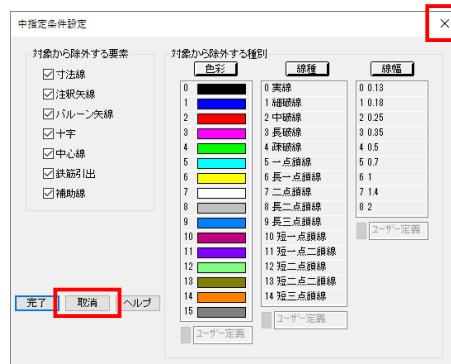 中指定条件設定
対象から除外する要素
寸法線
注釈矢線
バルーン矢線
十字
中心線
鉄筋引出
補助線
完了 取消 ヘルプ
対象から除外する種別
色彩 線種 線幅
0 0 実線 0 0.13
1 1 細破線 1 0.18
2 2 中破線 2 0.25
3 3 長破線 3 0.35
4 4 疎破線 4 0.5
5 5 一点鎖線 5 0.7
6 6 長一点鎖線 6 1
7 7 二点鎖線 7 1.4
8 8 長二点鎖線 8 2
9 9 長三点鎖線 ユーザー定義
10 10 短一点鎖線
11 11 短一点二鎖線
12 12 短二点鎖線
13 13 短二点二鎖線
14 14 短三点鎖線
15 ユーザー定義
ユーザー定義